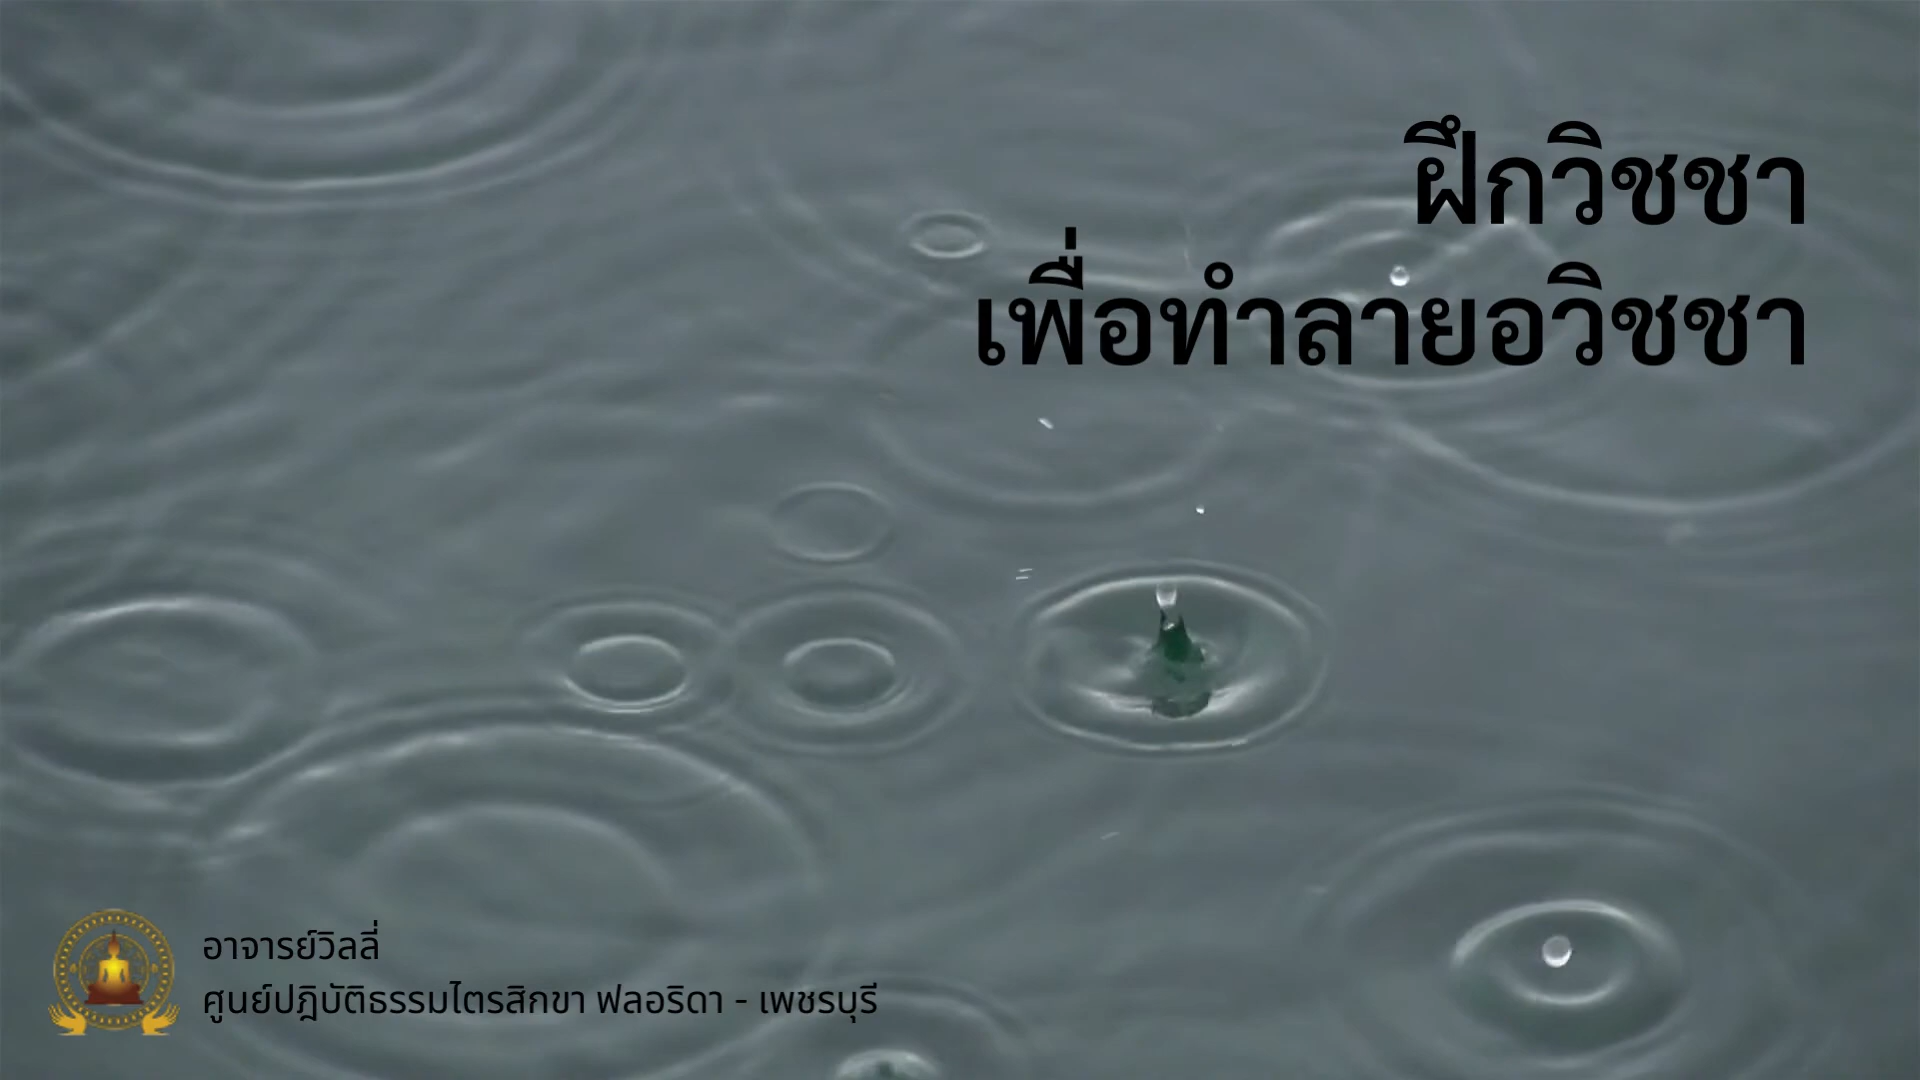 ฝึกวิชชา
เพื่อทำลายอวิชชา
อาจารย์วิลลี่
ศูนย์ปฎิบัติธรรมไตรสิกขา ฟลอริดา - เพชรบุรี